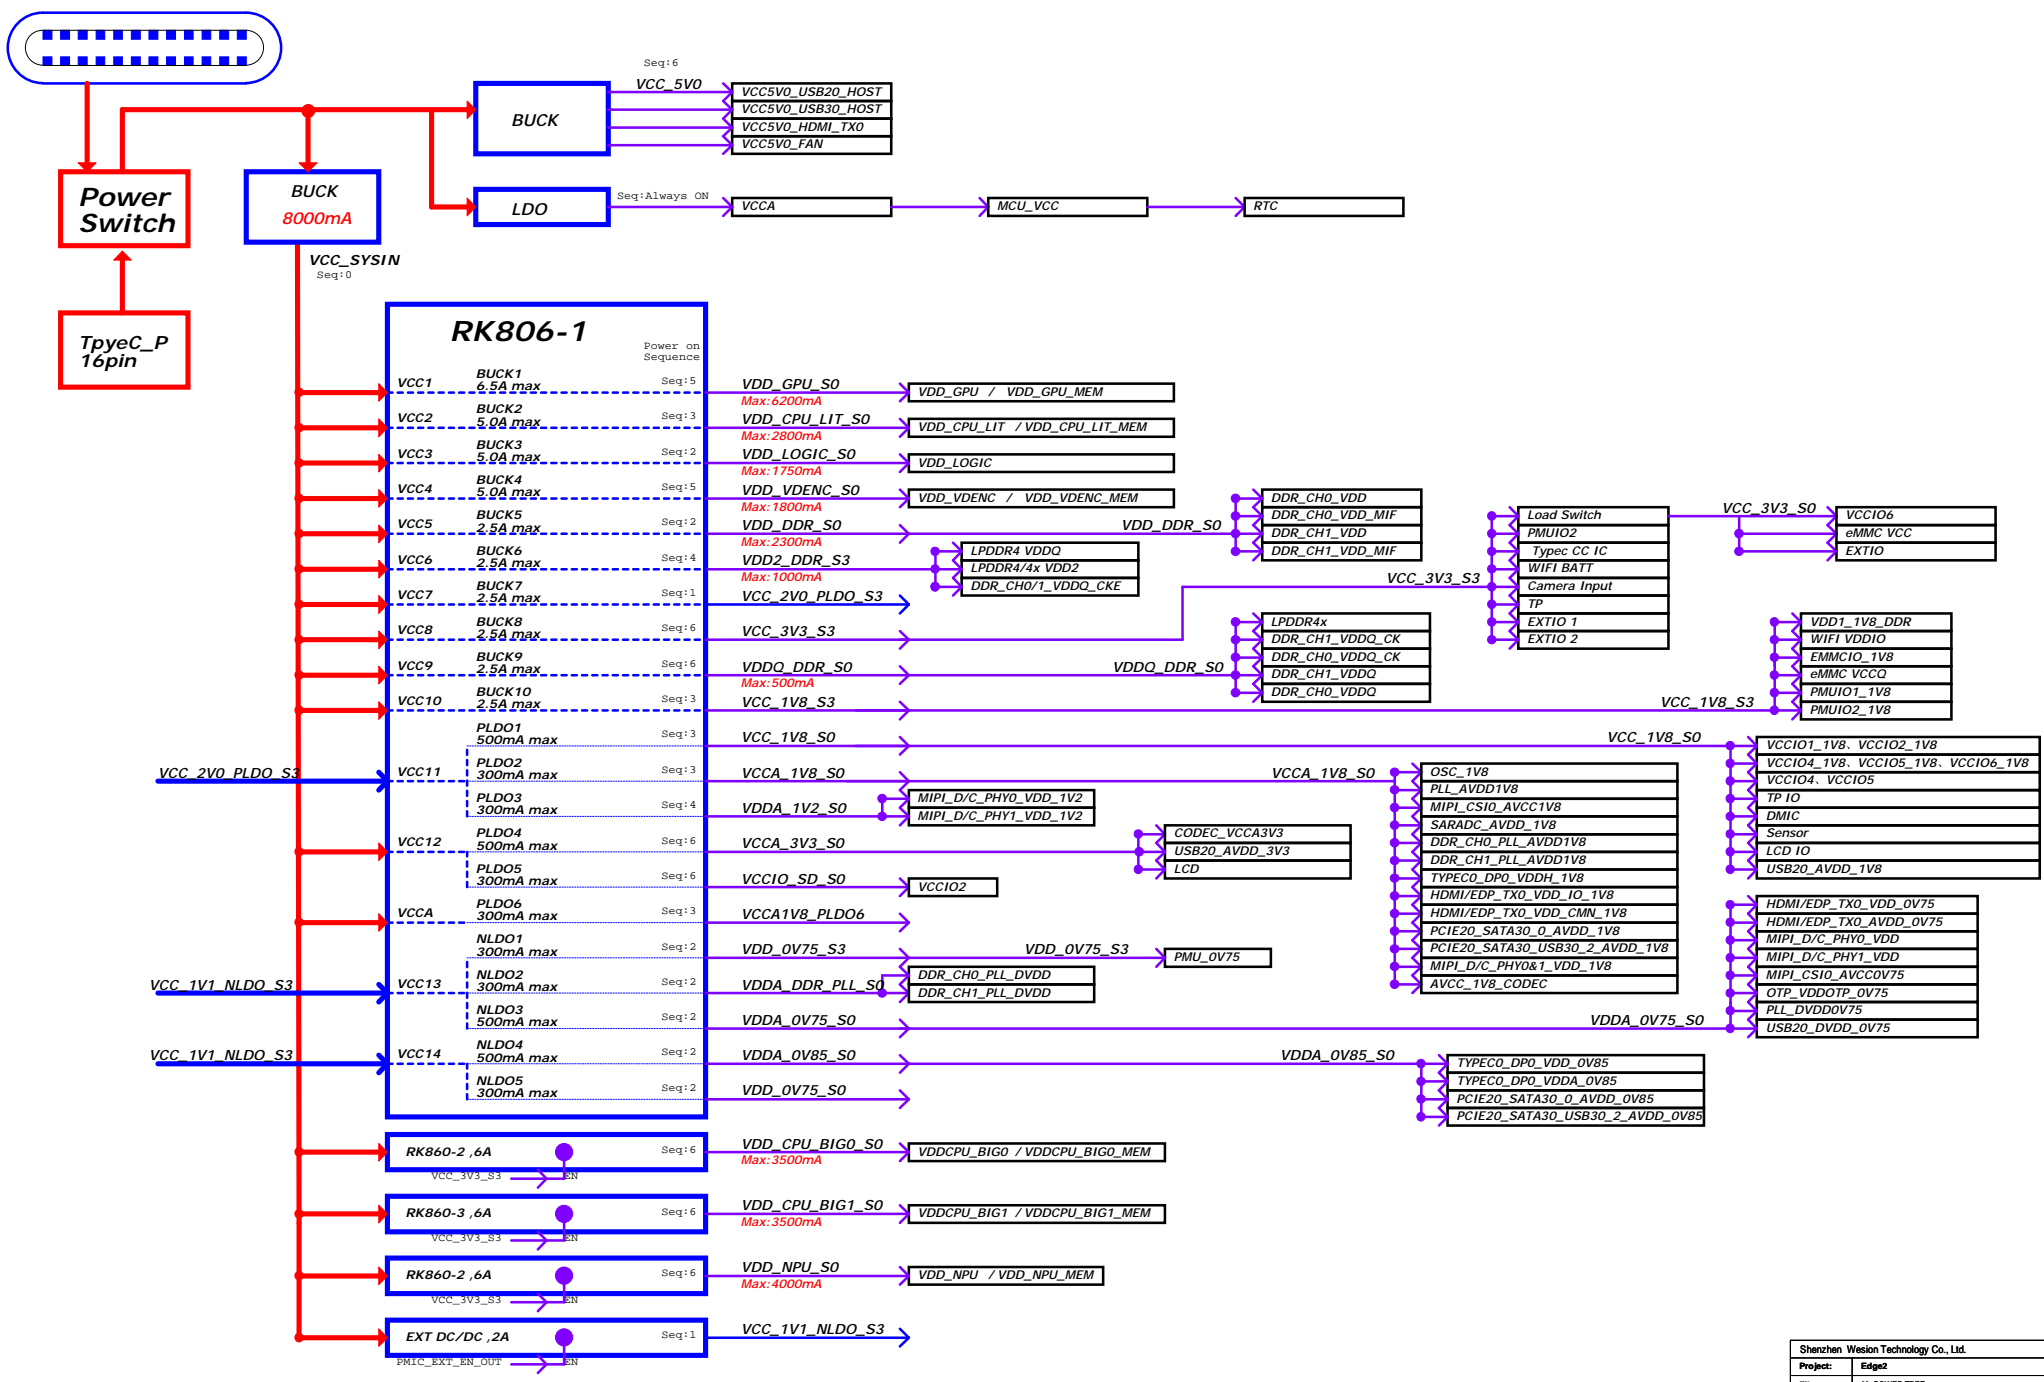 Seq:6
VCC_5V0
BUCK
VCC5V0_USB20_HOST
VCC5V0_USB30_HOST
VCC5V0_HDMI_TX0
VCC5V0_FAN
Power
Switch
BUCK
8000mA
LDO
Seq:Always ON
VCCA
MCU_VCC
RTC
VCC_SYSIN
Seq:0
TpyeC_P
16pin
RK806-1
Power on
Sequence
VCC1
BUCK1
6.5A max
Seq:5
VDD_GPU_S0
Max:6200mA
VDD_GPU / VDD_GPU_MEM
VCC2
BUCK2
5.0A max
Seq:3
VDD_CPU_LIT_S0
Max:2800mA
VDD_CPU_LIT / VDD_CPU_LIT_MEM
VCC3
BUCK3
5.0A max
Seq:2
VDD_LOGIC_S0
Max:1750mA
VDD_LOGIC
VCC4
BUCK4
5.0A max
Seq:5
VDD_VDENC_S0
Max:1800mA
VDD_VDENC / VDD_VDENC_MEM
VCC5
BUCK5
2.5A max
Seq:2
VDD_DDR_S0
Max:2300mA
VDD_DDR_S0
DDR_CH0_VDD
DDR_CH0_VDD_MIF
DDR_CH1_VDD
DDR_CH1_VDD_MIF
VCC6
BUCK6
2.5A max
Seq:4
VDD2_DDR_S3
Max:1000mA
LPDDR4 VDDQ
LPDDR4/4x VDD2
DDR_CH0/1_VDDQ_CKE
VCC7
BUCK7
2.5A max
Seq:1
VCC_2V0_PLDO_S3
VCC8
BUCK8
2.5A max
Seq:6
VCC_3V3_S3
VCC_3V3_S3
Load Switch
PMUIO2
Typec CC IC
WIFI BATT
Camera Input
TP
EXTIO 1
EXTIO 2
VCC_3V3_S0
VCCIO6
eMMC VCC
EXTIO
VCC9
BUCK9
2.5A max
Seq:6
VDDQ_DDR_S0
Max:500mA
VDDQ_DDR_S0
LPDDR4x
DDR_CH1_VDDQ_CK
DDR_CH0_VDDQ_CK
DDR_CH1_VDDQ
DDR_CH0_VDDQ
VCC10
BUCK10
2.5A max
Seq:3
VCC_1V8_S3
VCC_1V8_S3
VDD1_1V8_DDR
WIFI VDDIO
EMMCIO_1V8
eMMC VCCQ
PMUIO1_1V8
PMUIO2_1V8
PLDO1
500mA max
Seq:3
VCC_1V8_S0
VCC_1V8_S0
VCCIO1_1V8、VCCIO2_1V8
VCCIO4_1V8、VCCIO5_1V8、VCCIO6_1V8
VCCIO4、VCCIO5
TP IO
DMIC
Sensor
LCD IO
USB20_AVDD_1V8
VCC_2V0_PLDO_S3
VCC11
PLDO2
300mA max
Seq:3
VCCA_1V8_S0
VCCA_1V8_S0
OSC_1V8
PLL_AVDD1V8
MIPI_CSI0_AVCC1V8
SARADC_AVDD_1V8
DDR_CH0_PLL_AVDD1V8
DDR_CH1_PLL_AVDD1V8
TYPEC0_DP0_VDDH_1V8
HDMI/EDP_TX0_VDD_IO_1V8
HDMI/EDP_TX0_VDD_CMN_1V8
PCIE20_SATA30_0_AVDD_1V8
PCIE20_SATA30_USB30_2_AVDD_1V8
MIPI_D/C_PHY0&1_VDD_1V8
AVCC_1V8_CODEC
PLDO3
300mA max
Seq:4
VDDA_1V2_S0
MIPI_D/C_PHY0_VDD_1V2
MIPI_D/C_PHY1_VDD_1V2
VCC12
PLDO4
500mA max
Seq:6
VCCA_3V3_S0
CODEC_VCCA3V3
USB20_AVDD_3V3
LCD
PLDO5
300mA max
Seq:6
VCCIO_SD_S0
VCCIO2
VCCA
PLDO6
300mA max
Seq:3
VCCA1V8_PLDO6
NLDO1
300mA max
Seq:2
VDD_0V75_S3
VDD_0V75_S3
PMU_0V75
VCC_1V1_NLDO_S3
VCC13
NLDO2
300mA max
Seq:2
VDDA_DDR_PLL_S0
DDR_CH0_PLL_DVDD
DDR_CH1_PLL_DVDD
NLDO3
500mA max
Seq:2
VDDA_0V75_S0
VDDA_0V75_S0
HDMI/EDP_TX0_VDD_0V75
HDMI/EDP_TX0_AVDD_0V75
MIPI_D/C_PHY0_VDD
MIPI_D/C_PHY1_VDD
MIPI_CSI0_AVCC0V75
OTP_VDDOTP_0V75
PLL_DVDD0V75
USB20_DVDD_0V75
VCC_1V1_NLDO_S3
VCC14
NLDO4
500mA max
Seq:2
VDDA_0V85_S0
VDDA_0V85_S0
TYPEC0_DP0_VDD_0V85
TYPEC0_DP0_VDDA_0V85
PCIE20_SATA30_0_AVDD_0V85
PCIE20_SATA30_USB30_2_AVDD_0V85
NLDO5
300mA max
Seq:2
VDD_0V75_S0
RK860-2 ,6A
Seq:6
VCC_3V3_S3
EN
VDD_CPU_BIG0_S0
Max:3500mA
VDDCPU_BIG0 / VDDCPU_BIG0_MEM
RK860-3 ,6A
Seq:6
VCC_3V3_S3
EN
VDD_CPU_BIG1_S0
Max:3500mA
VDDCPU_BIG1 / VDDCPU_BIG1_MEM
RK860-2 ,6A
Seq:6
VCC_3V3_S3
EN
VDD_NPU_S0
Max:4000mA
VDD_NPU / VDD_NPU_MEM
EXT DC/DC ,2A
Seq:1
PMIC_EXT_EN_OUT
EN
VCC_1V1_NLDO_S3
Shenzhen Wesion Technology Co., Ltd.
Project: Edge2